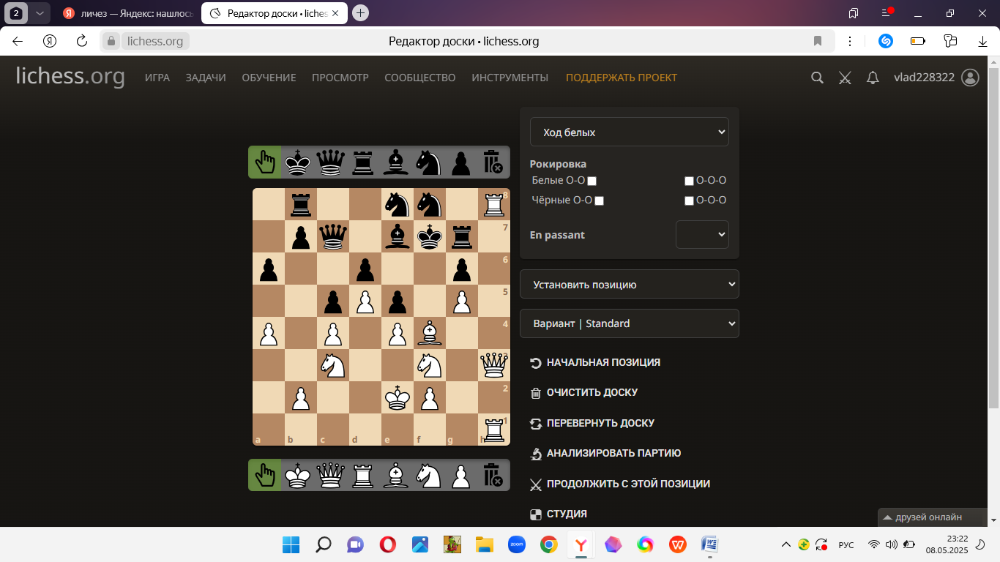 2
личез — Яндекс: нашлось
Редактор доски • liches
lichess.org
Редактор доски • lichess.org
lichess.org
ИГРА
ЗАДАЧИ
ОБУЧЕНИЕ
ПРОСМОТР
СООБЩЕСТВО
ИНСТРУМЕНТЫ
ПОДДЕРЖАТЬ ПРОЕКТ
vlad228322
Ход белых
Рокировка
Белые O-O
O-O-O
Чёрные O-O
O-O-O
En passant
Установить позицию
Вариант | Standard
НАЧАЛЬНАЯ ПОЗИЦИЯ
ОЧИСТИТЬ ДОСКУ
ПЕРЕВЕРНУТЬ ДОСКУ
АНАЛИЗИРОВАТЬ ПАРТИЮ
ПРОДОЛЖИТЬ С ЭТОЙ ПОЗИЦИИ
СТУДИЯ
8
7
6
5
4
3
2
1
a b c d e f g h
друзей онлайн
zoom
РУС
23:22
08.05.2025